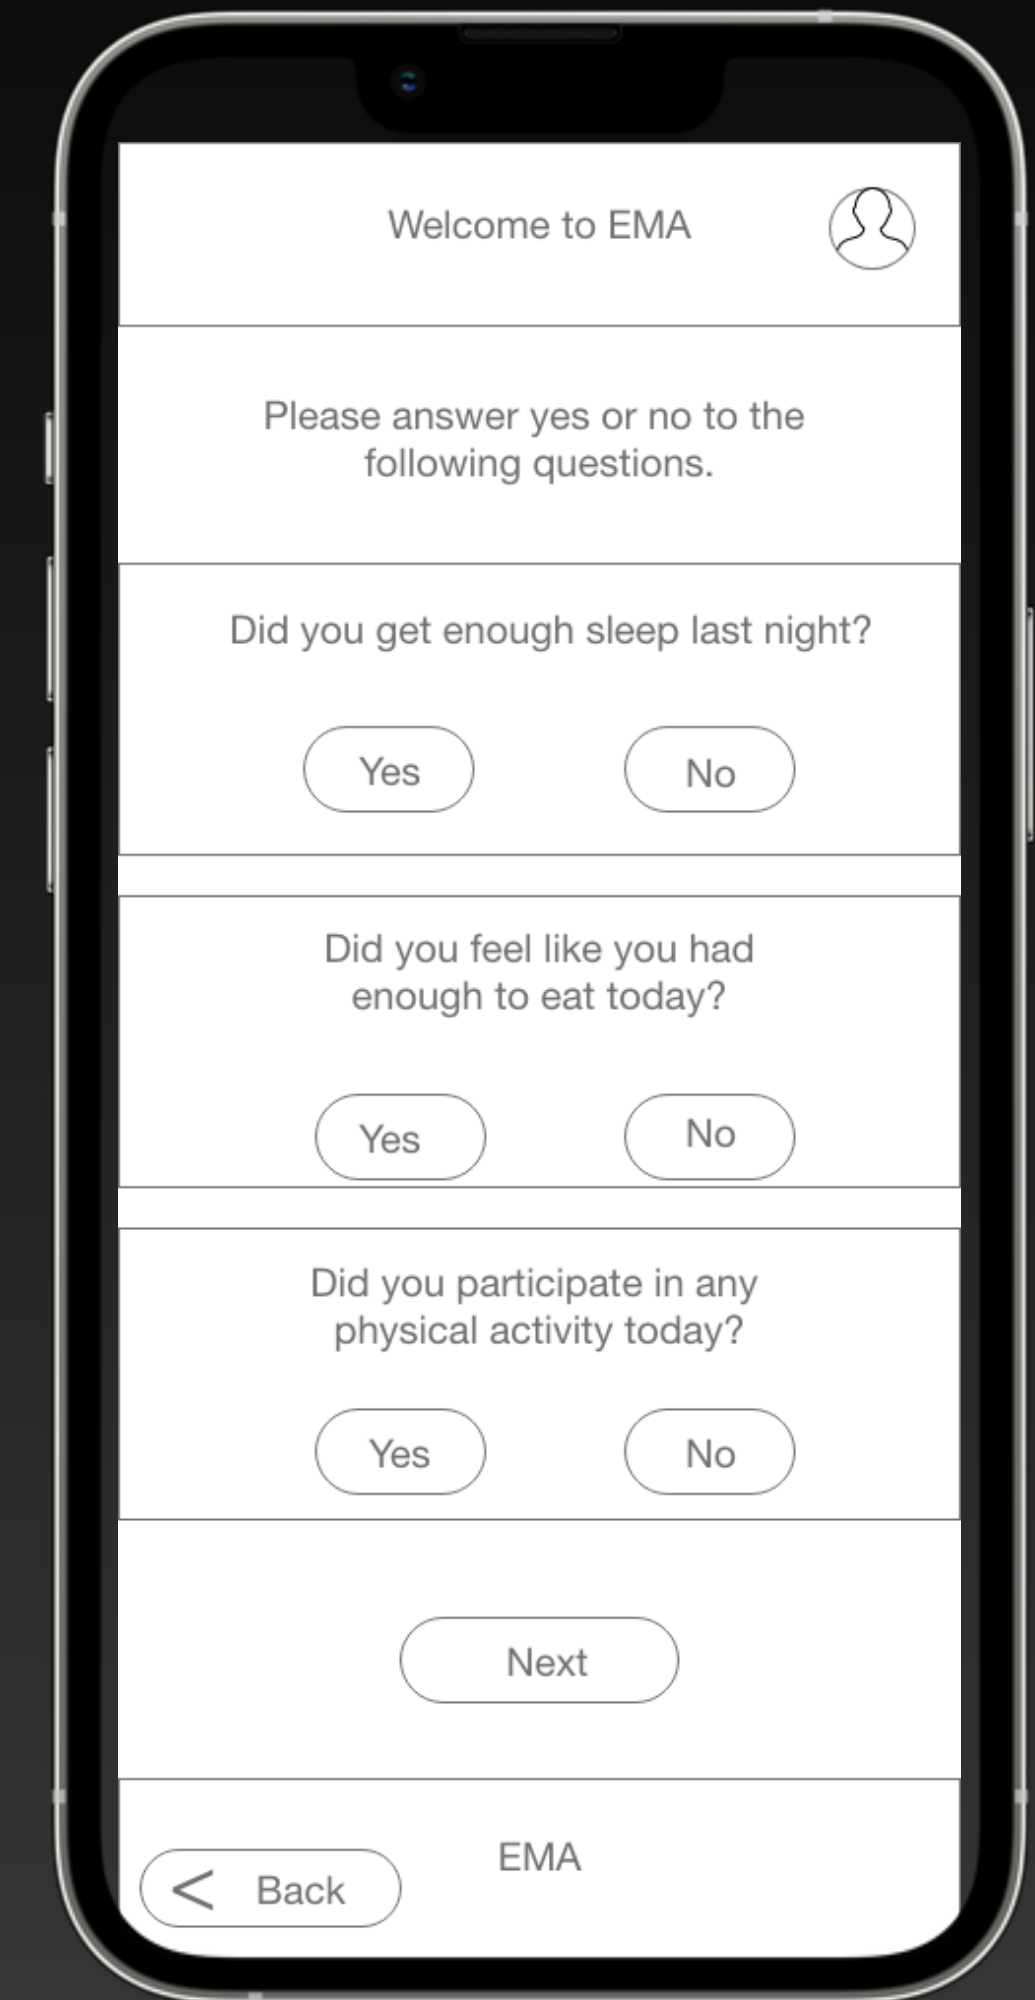 Welcome to EMA
Please answer yes or no to the
following questions.
Did you get enough sleep last night?
Yes No
Did you feel like you had
enough to eat today?
Yes No
Did you participate in any
physical activity today?
Yes No
Next
EMA
< Back